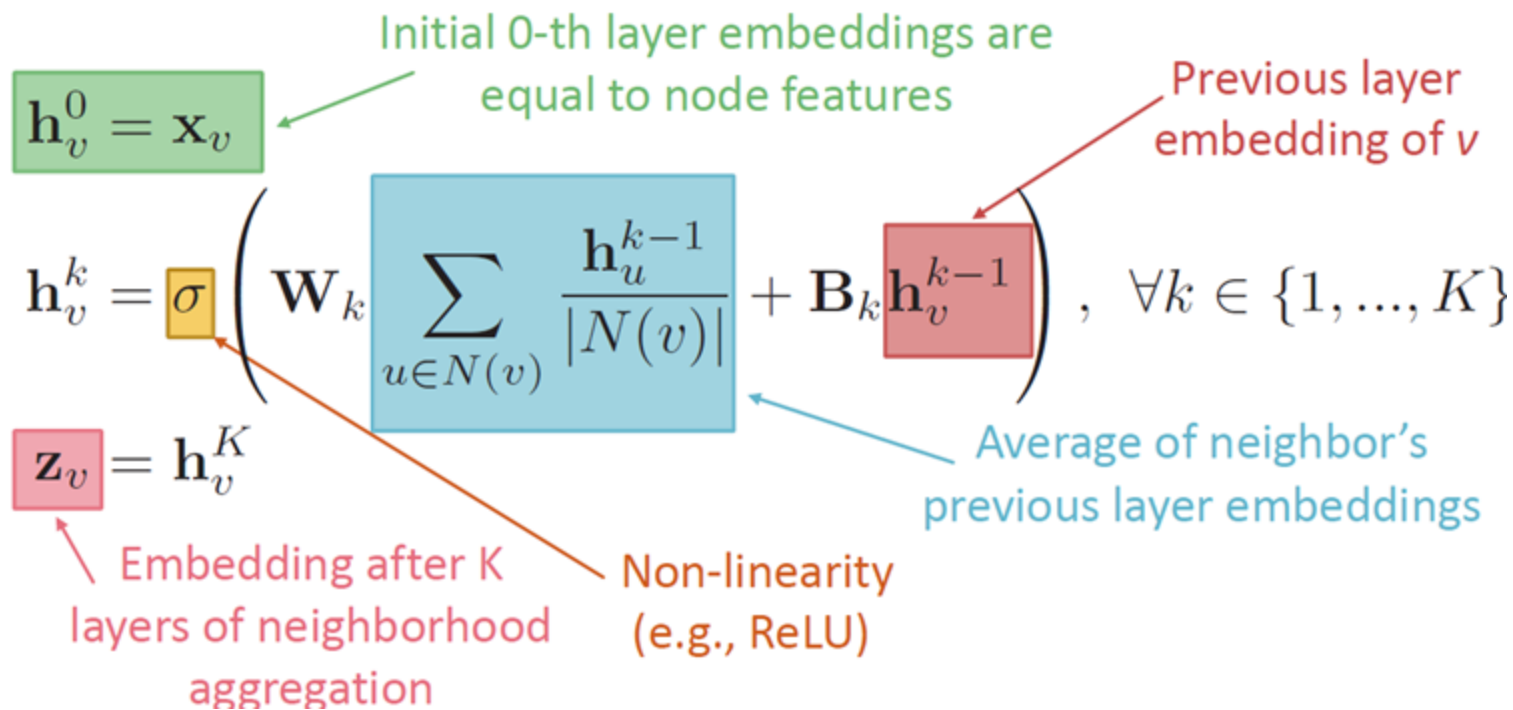 Initial 0-th layer embeddings are
equal to node features
h_v^0 = x_v
Previous layer
embedding of v
h_v^k = σ ( W_k ∑_{u∈N(v)} h_u^{k−1} / |N(v)| + B_k h_v^{k−1} ) , ∀k ∈ {1, ..., K}
z_v = h_v^K
Average of neighbor’s
previous layer embeddings
Embedding after K
layers of neighborhood
aggregation
Non-linearity
(e.g., ReLU)